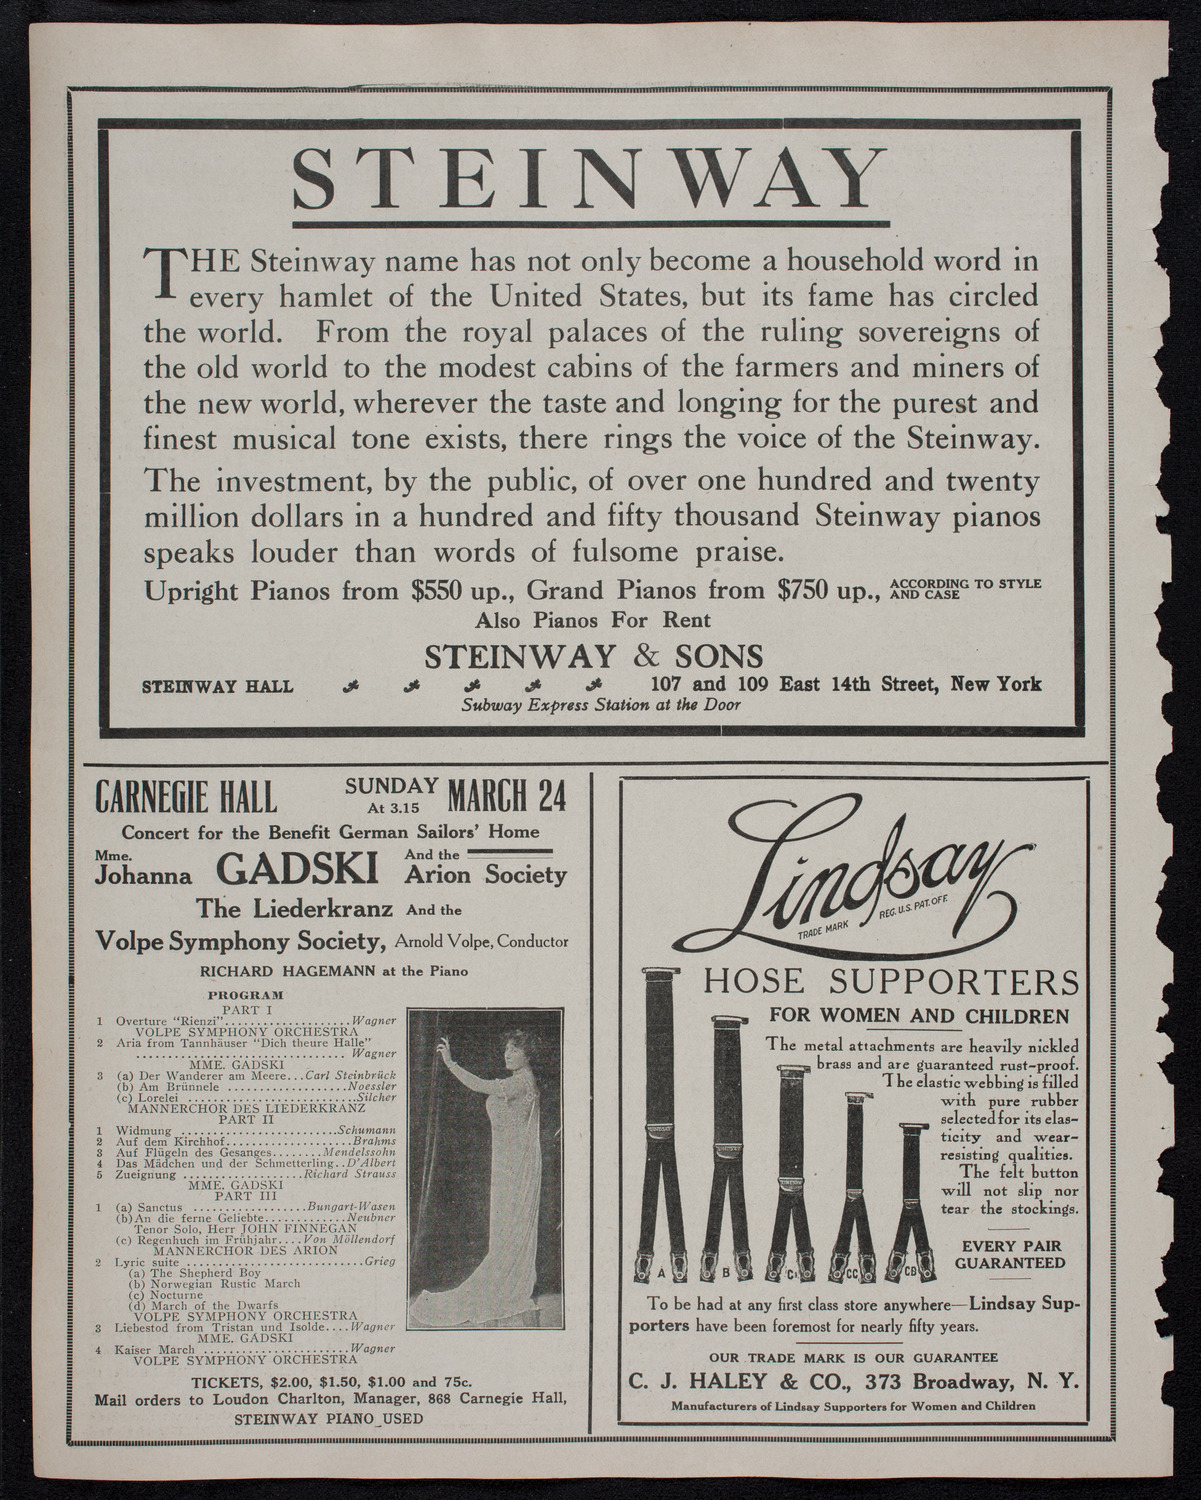 STEINWAY
THE Steinway name has not only become a household word in
every hamlet of the United States, but its fame has circled
the world. From the royal palaces of the ruling sovereigns of
the old world to the modest cabins of the farmers and miners of
the new world, wherever the taste and longing for the purest and
finest musical tone exists, there rings the voice of the Steinway.
The investment, by the public, of over one hundred and twenty
million dollars in a hundred and fifty thousand Steinway pianos
speaks louder than words of fulsome praise.
Upright Pianos from $550 up., Grand Pianos from $750 up., ACCORDING TO STYLE AND CASE
Also Pianos For Rent
STEINWAY & SONS
STEINWAY HALL 107 and 109 East 14th Street, New York
Subway Express Station at the Door
CARNEGIE HALL SUNDAY At 3.15 MARCH 24
Concert for the Benefit German Sailors' Home
Mme. Johanna GADSKI And the Arion Society
The Liederkranz And the
Volpe Symphony Society, Arnold Volpe, Conductor
RICHARD HAGEMANN at the Piano
PROGRAM
PART I
1 Overture "Rienzi"....................Wagner
VOLPE SYMPHONY ORCHESTRA
2 Aria from Tannhäuser "Dich theure Halle"
................................ Wagner
MME. GADSKI
3 (a) Der Wanderer am Meere...Carl Steinbrück
(b) Am Brünnele ..................Noessler
(c) Lorelei ...........................Silcher
MANNERCHOR DES LIEDERKRANZ
PART II
1 Widmung ........................Schumann
2 Auf dem Kirchhof...................Brahms
3 Auf Flügeln des Gesanges........Mendelssohn
4 Das Mädchen und der Schmetterling..D'Albert
5 Zueignung ..................Richard Strauss
MME. GADSKI
PART III
1 (a) Sanctus .................Bungart-Wasen
(b) An die ferne Geliebte.............Neubner
Tenor Solo, Herr JOHN FINNEGAN
(c) Regenhuch im Frühjahr....Von Möllendorf
MANNERCHOR DES ARION
2 Lyric suite ...........................Grieg
(a) The Shepherd Boy
(b) Norwegian Rustic March
(c) Nocturne
(d) March of the Dwarfs
VOLPE SYMPHONY ORCHESTRA
3 Liebestod from Tristan und Isolde....Wagner
MME. GADSKI
4 Kaiser March ......................Wagner
VOLPE SYMPHONY ORCHESTRA
TICKETS, $2.00, $1.50, $1.00 and 75c.
Mail orders to Loudon Charlton, Manager, 868 Carnegie Hall,
STEINWAY PIANO USED
Lindsay
TRADE MARK REG. U.S. PAT. OFF.
HOSE SUPPORTERS
FOR WOMEN AND CHILDREN
The metal attachments are heavily nickled
brass and are guaranteed rust-proof.
The elastic webbing is filled
with pure rubber
selected for its elas-
ticity and wear-
resisting qualities.
The felt button
will not slip nor
tear the stockings.
EVERY PAIR
GUARANTEED
A B C CC CB
To be had at any first class store anywhere—Lindsay Sup-
porters have been foremost for nearly fifty years.
OUR TRADE MARK IS OUR GUARANTEE
C. J. HALEY & CO., 373 Broadway, N. Y.
Manufacturers of Lindsay Supporters for Women and Children